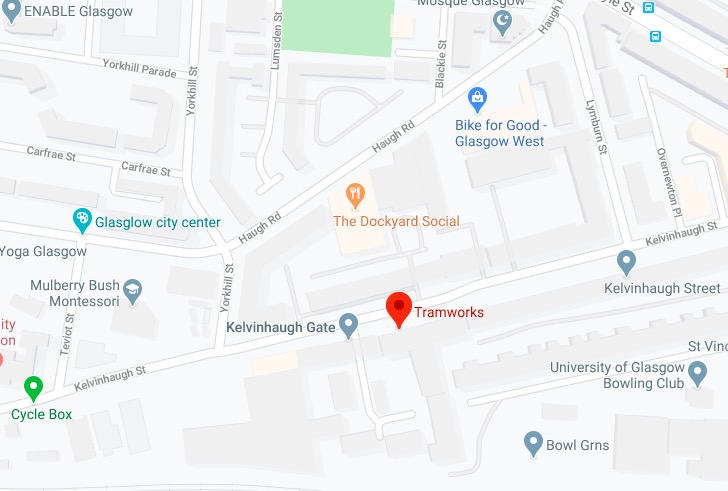 ENABLE Glasgow
Mosque Glasgow
Haugh Rd
Yorkhill Parade
Yorkhill St
Lumsden St
Blackie St
Haugh Rd
Bike for Good -
Glasgow West
Lymburn St
Overnewton Pl
Carfrae St
Carfrae St
Glasglow city center
Yoga Glasgow
Haugh Rd
The Dockyard Social
Kelvinhaugh St
Mulberry Bush
Montessori
Yorkhill St
Kelvinhaugh Street
Teviot St
Kelvinhaugh Gate
Tramworks
Kelvinhaugh St
University of Glasgow
Bowling Club
Cycle Box
Bowl Grns